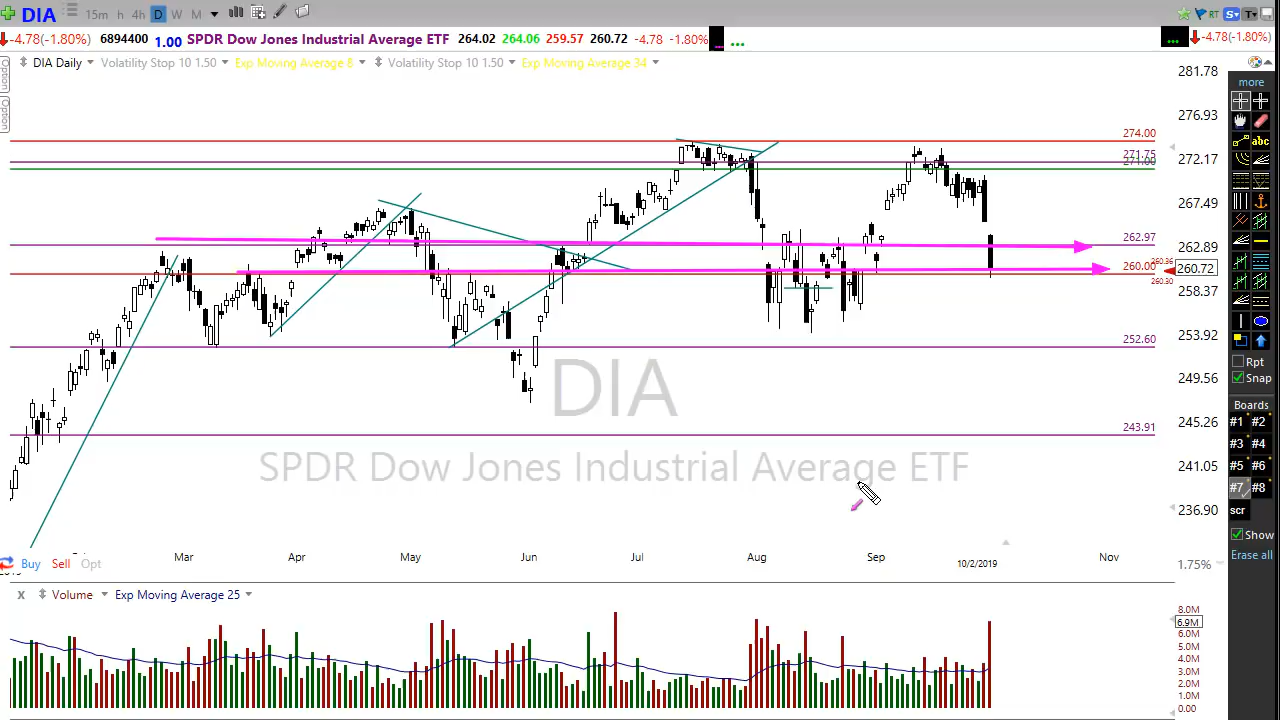 DIA 15m h 4h D W M RT S T
-4.78(-1.80%) 6894400 1.00 SPDR Dow Jones Industrial Average ETF 264.02 264.06 259.57 260.72 -4.78 -1.80% ... ... ... -4.78(-1.80%)
Option
Option
DIA Daily Volatility Stop 10 1.50 Exp Moving Average 8 Volatility Stop 10 1.50 Exp Moving Average 34
281.78
276.93
274.00
271.75
271.00
272.17
267.49
262.97
262.89
260.00
260.36
260.72
260.30
258.37
253.92
252.60
249.56
245.26
243.91
241.05
236.90
DIA
SPDR Dow Jones Industrial Average ETF
Mar Apr May Jun Jul Aug Sep 10/2/2019 Nov
1.75%
Buy Sell Opt
x Volume Exp Moving Average 25
8.0M
6.9M
6.0M
5.0M
4.0M
3.0M
2.0M
1.0M
0.00
more
abc
Rpt
Snap
Boards
#1 #2
#3 #4
#5 #6
#7 #8
scr
Show
Erase all